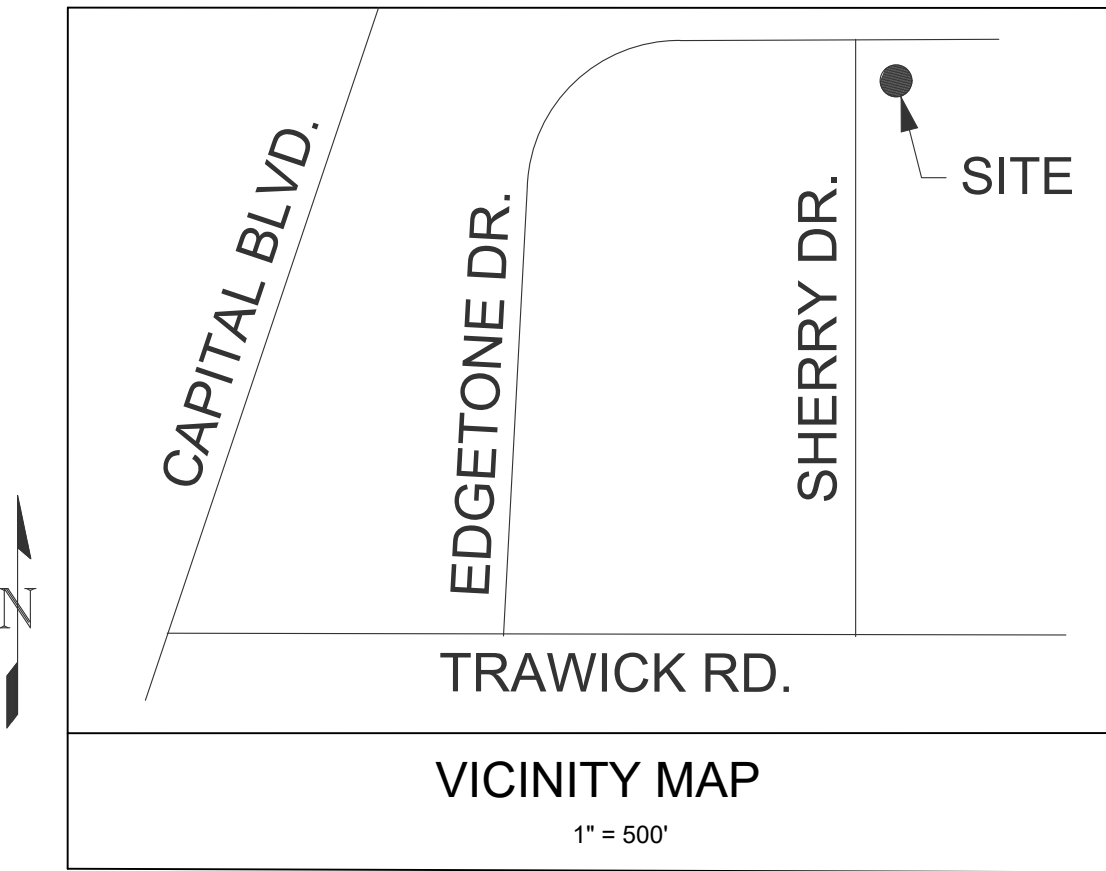 CAPITAL BLVD.
EDGETONE DR.
SHERRY DR.
SITE
N
TRAWICK RD.
VICINITY MAP
1" = 500'